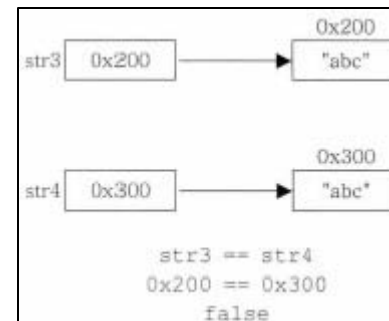 0x200
str3 0x200 "abc"
0x300
str4 0x300 "abc"
str3 == str4
0x200 == 0x300
false